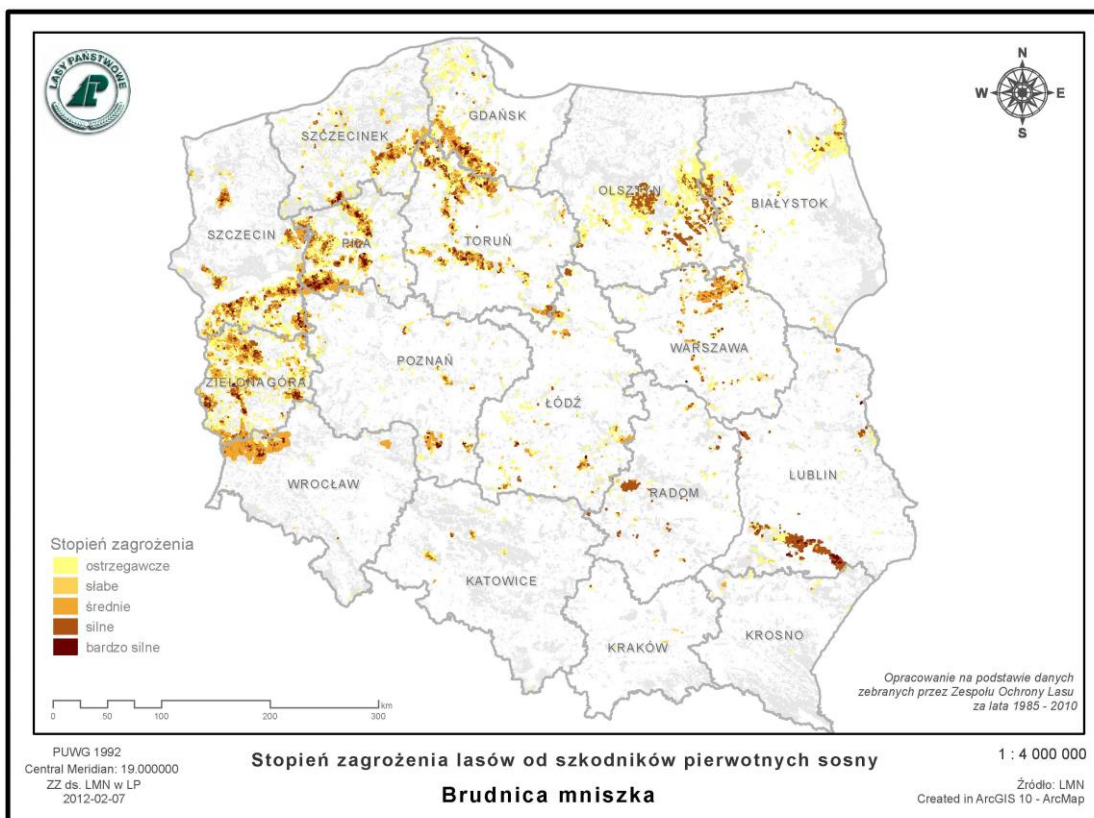 LASY PAŃSTWOWE
N
W E
S
GDAŃSK
SZCZECINEK
OLSZTYN
BIAŁYSTOK
SZCZECIN
PIŁA
TORUŃ
WARSZAWA
POZNAŃ
ZIELONA GÓRA
ŁÓDŹ
LUBLIN
WROCŁAW
RADOM
KATOWICE
KRAKÓW
KROSNO
Stopień zagrożenia
ostrzegawcze
słabe
średnie
silne
bardzo silne
km
0 50 100 200 300
Opracowanie na podstawie danych
zebranych przez Zespołu Ochrony Lasu
za lata 1985 - 2010
PUWG 1992
Central Meridian: 19.000000
ZZ ds. LMN w LP
2012-02-07
Stopień zagrożenia lasów od szkodników pierwotnych sosny
Brudnica mniszka
1 : 4 000 000
Źródło: LMN
Created in ArcGIS 10 - ArcMap